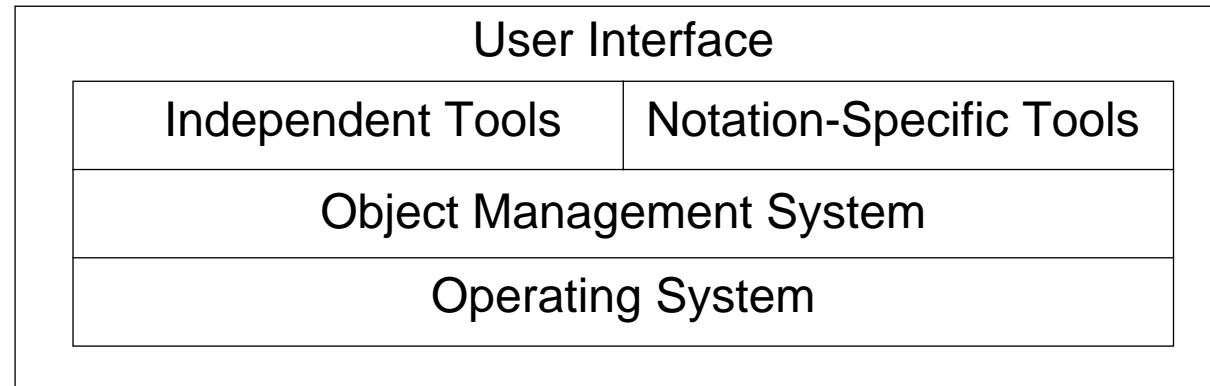 User Interface
Independent Tools Notation-Specific Tools
Object Management System
Operating System